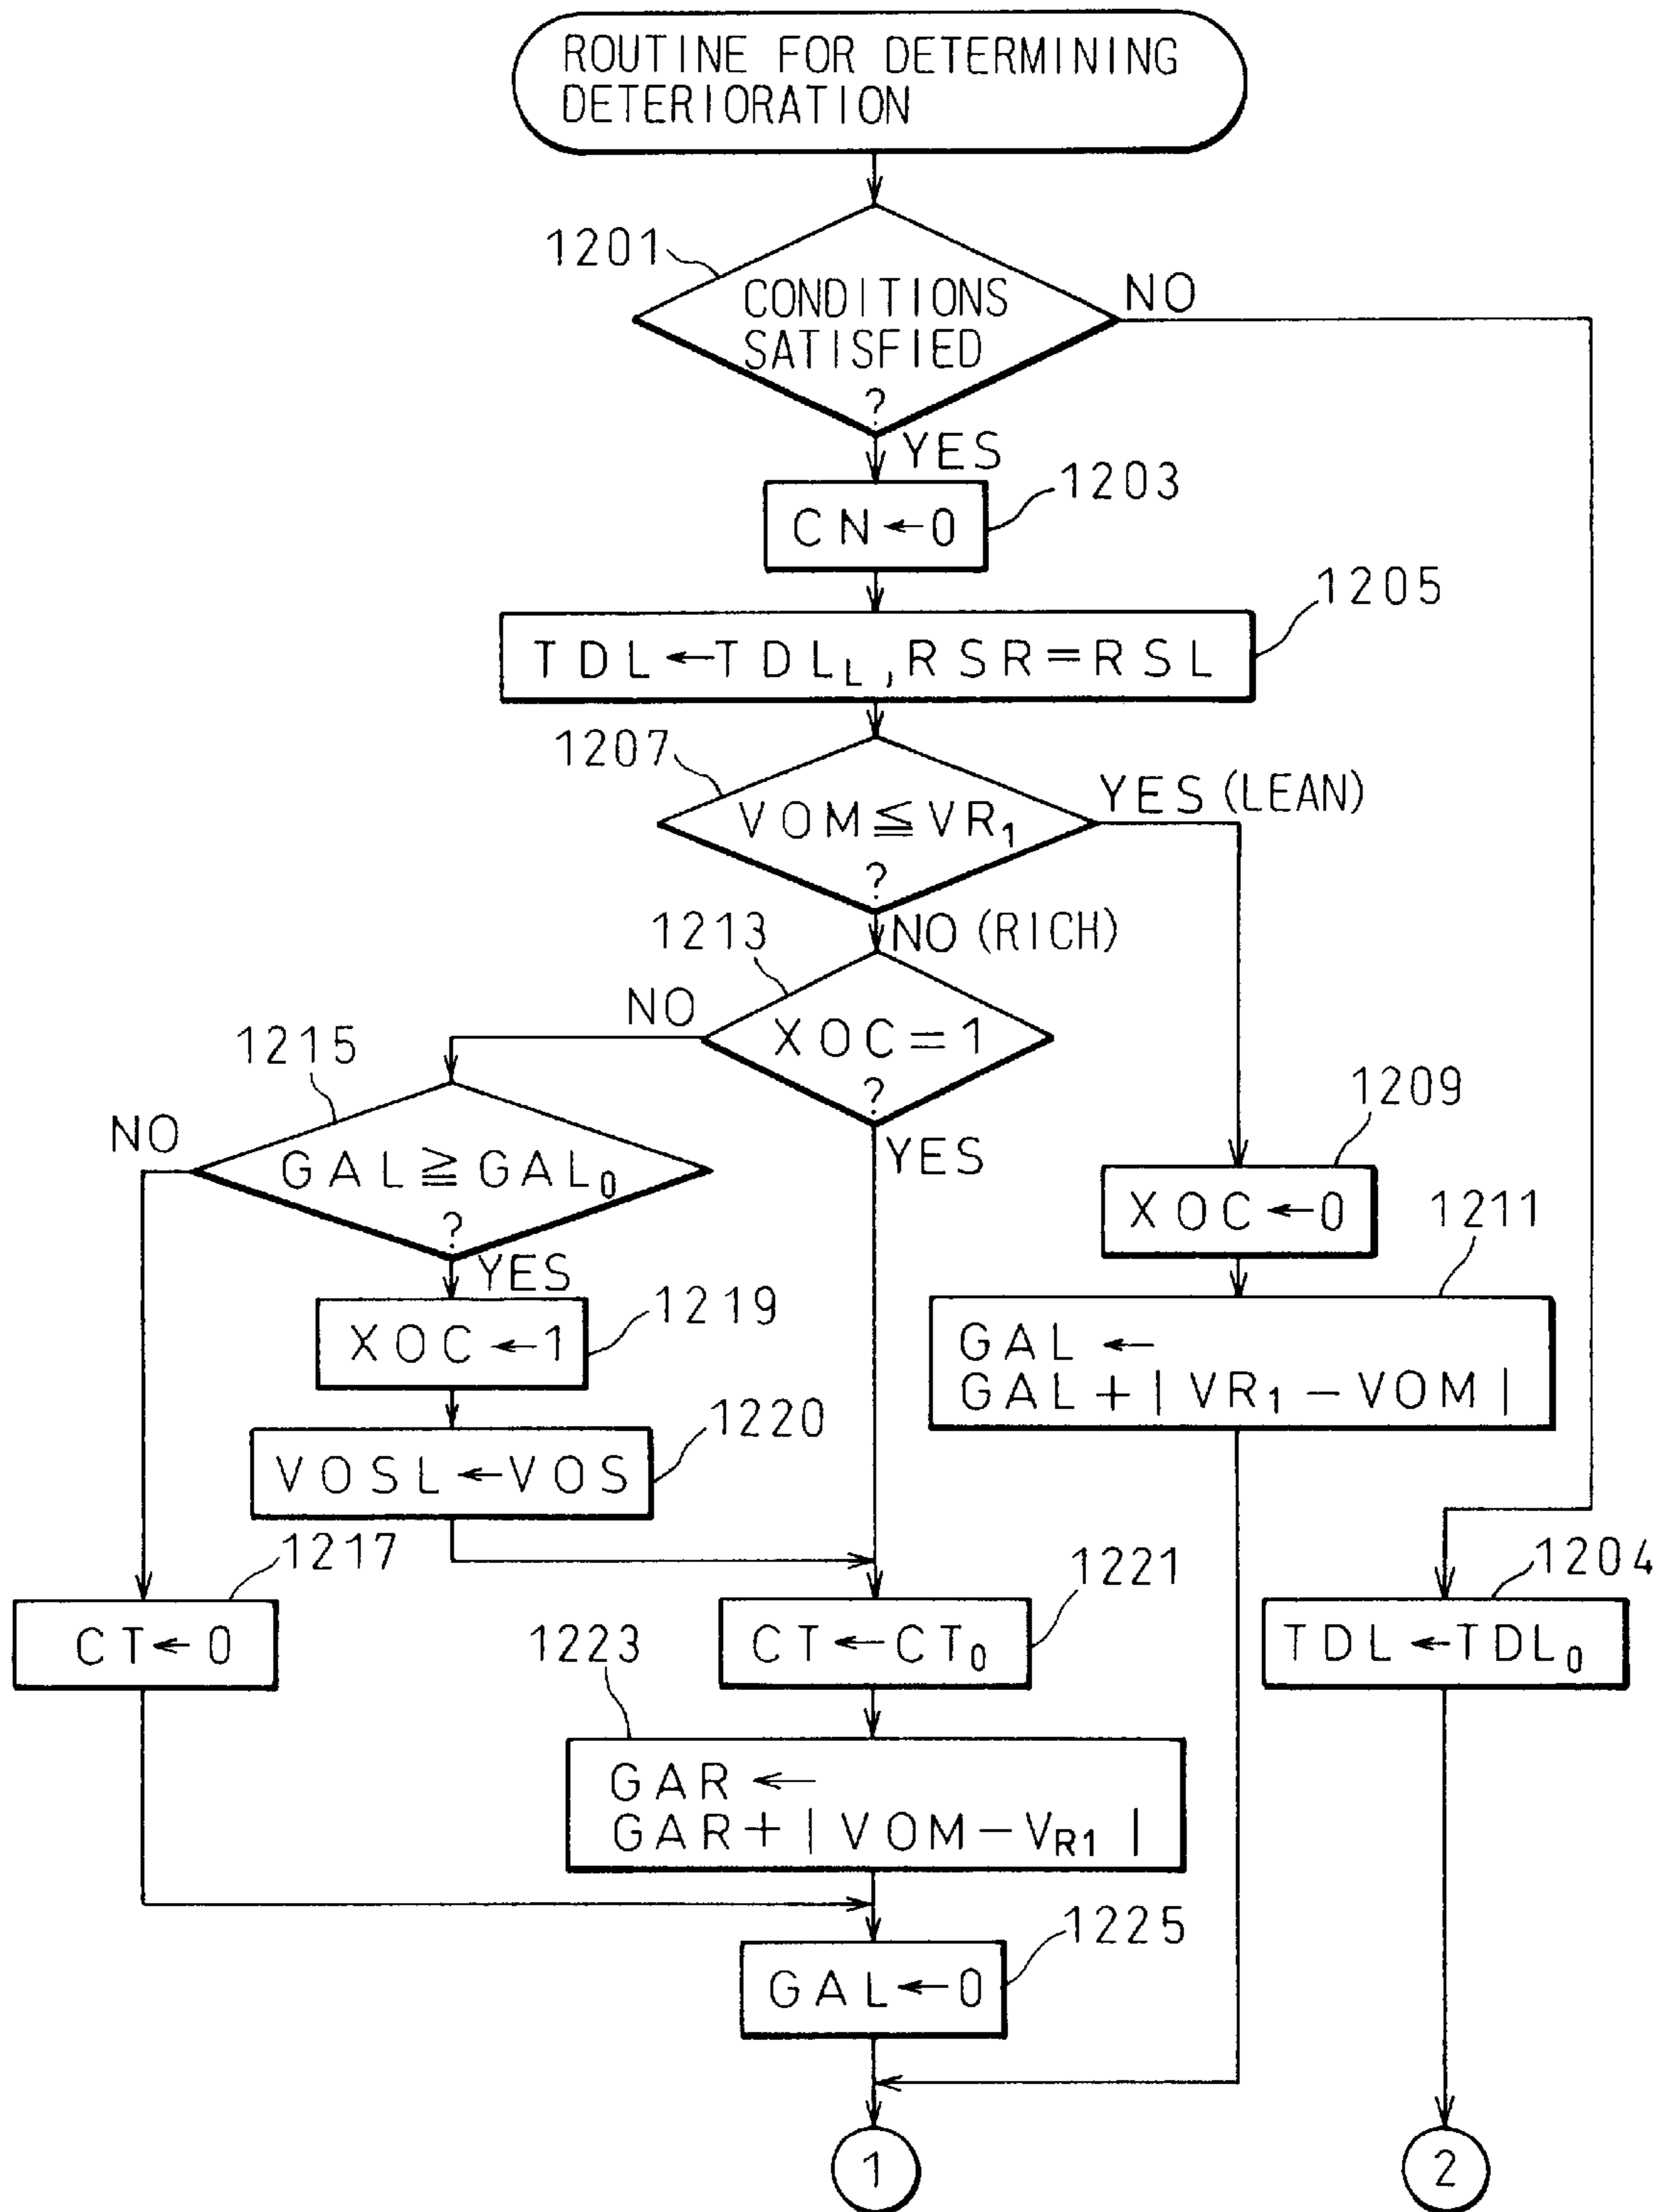 ROUTINE FOR DETERMINING
DETERIORATION
1201
CONDITIONS
SATISFIED
?
NO
YES
1203
CN←0
1205
TDL←TDL_L, RSR=RSL
1207
VOM≦VR₁
?
YES (LEAN)
NO (RICH)
1213
XOC=1
?
NO
YES
1215
GAL≧GAL₀
?
NO
YES
1209
XOC←0
1211
GAL←
GAL+|VR₁−VOM|
1219
XOC←1
1220
VOSL←VOS
1217
CT←0
1221
CT←CT₀
1204
TDL←TDL₀
1223
GAR←
GAR+|VOM−V_R1|
1225
GAL←0
1
2